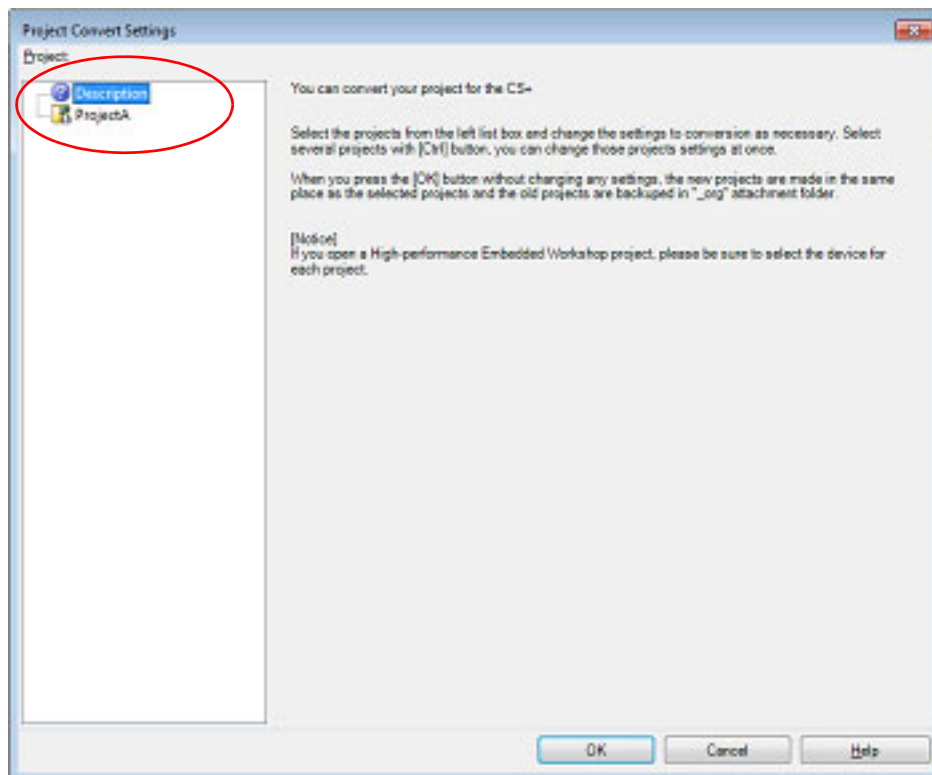 Project Convert Settings
Project:
Description
ProjectA
You can convert your project for the CS+
Select the projects from the left list box and change the settings to conversion as necessary. Select
several projects with [Ctrl] button, you can change those projects settings at once.
When you press the [OK] button without changing any settings, the new projects are made in the same
place as the selected projects and the old projects are backuped in "_org" attachment folder.
[Notice]
If you open a High-performance Embedded Workshop project, please be sure to select the device for
each project.
OK
Cancel
Help